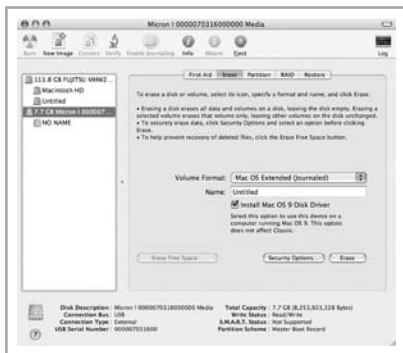 Micron 1 0000070316000000 Media
Burn New Image Convert Verify Enable Journaling Info Mount Eject Log
First Aid Erase Partition RAID Restore
111.8 GB FUJITSU MHW2...
Macintosh HD
Untitled
7.7 GB Micron 1 000007...
NO NAME
To erase a disk or volume, select its icon, specify a format and name, and click Erase.
• Erasing a disk erases all data and volumes on a disk, leaving the disk empty. Erasing a
selected volume erases that volume only, leaving other volumes on the disk unchanged.
• To securely erase data, click Security Options and select an option before clicking
Erase.
• To help prevent recovery of deleted files, click the Erase Free Space button.
Volume Format: Mac OS Extended (Journaled)
Name: Untitled
Install Mac OS 9 Disk Driver
Select this option to use this device on a
computer running Mac OS 9. This option
does not affect Classic.
Erase Free Space... Security Options... Erase
Disk Description : Micron 1 0000070316000000 Media Total Capacity : 7.7 GB (8,253,923,328 Bytes)
Connection Bus : USB Write Status : Read/Write
Connection Type : External S.M.A.R.T. Status : Not Supported
USB Serial Number : Partition Scheme : Master Boot Record